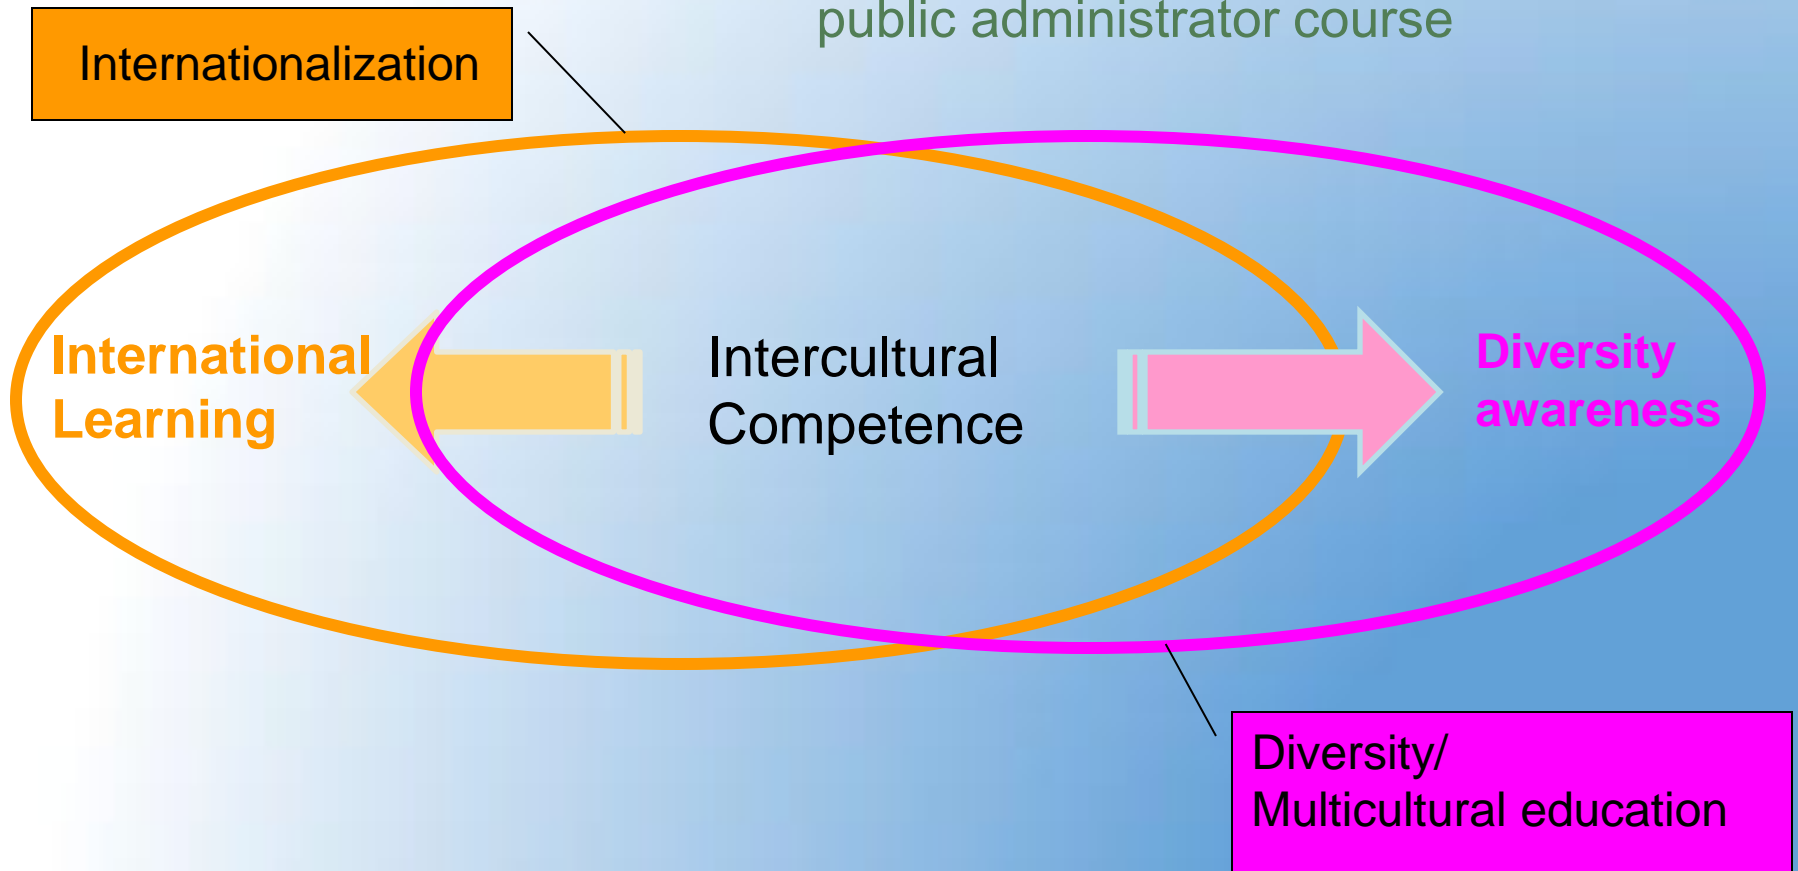 public administrator course
Internationalization
International
Learning
Intercultural
Competence
Diversity
awareness
Diversity/
Multicultural education